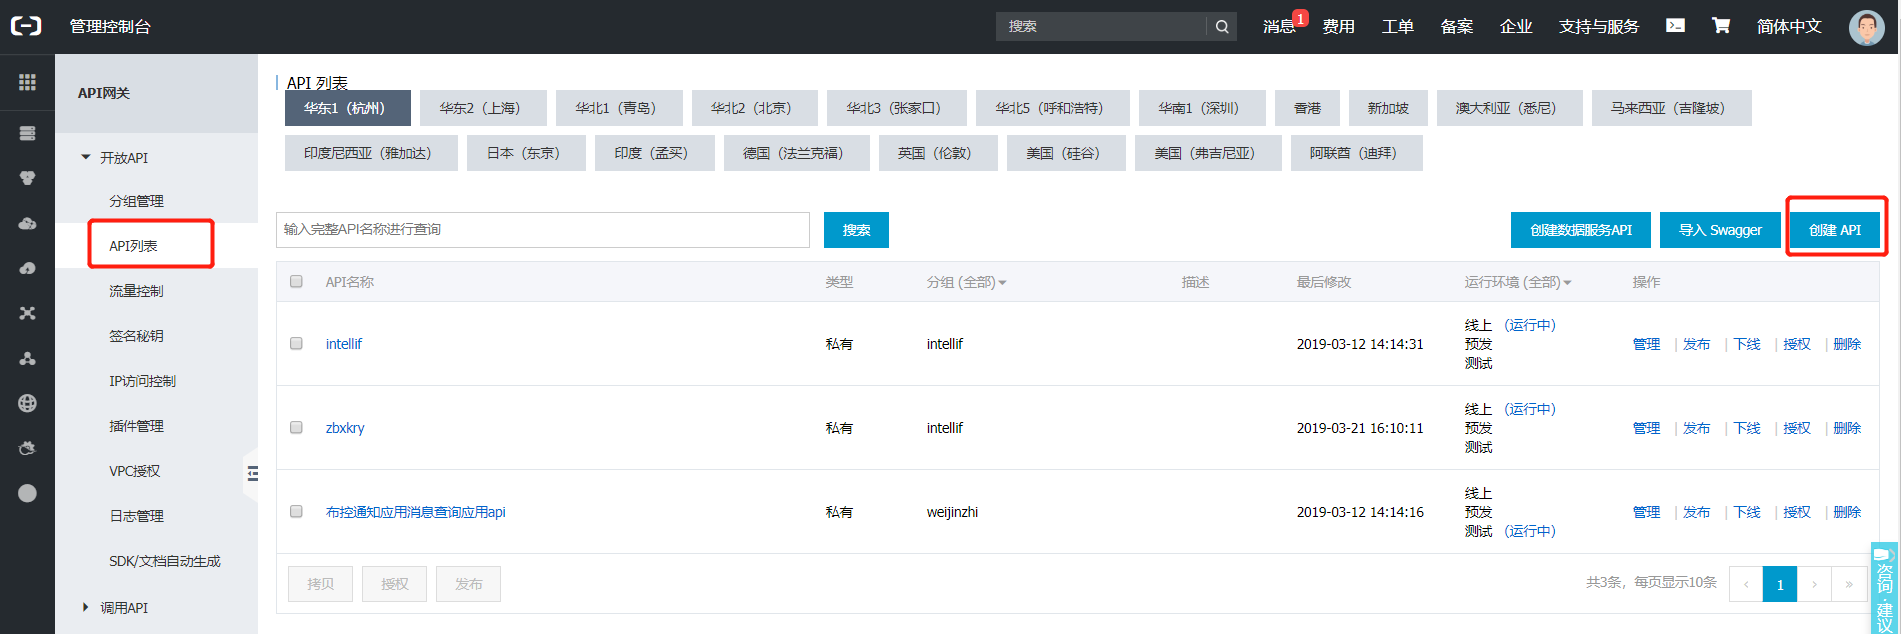 管理控制台
搜索
消息 1 费用 工单 备案 企业 支持与服务 简体中文
API网关
开放API
分组管理
API列表
流量控制
签名秘钥
IP访问控制
插件管理
VPC授权
日志管理
SDK/文档自动生成
调用API
API 列表
华东1（杭州） 华东2（上海） 华北1（青岛） 华北2（北京） 华北3（张家口） 华北5（呼和浩特） 华南1（深圳） 香港 新加坡 澳大利亚（悉尼） 马来西亚（吉隆坡）
印度尼西亚（雅加达） 日本（东京） 印度（孟买） 德国（法兰克福） 英国（伦敦） 美国（硅谷） 美国（弗吉尼亚） 阿联酋（迪拜）
输入完整API名称进行查询 搜索 创建数据服务API 导入 Swagger 创建 API
API名称 类型 分组 (全部) 描述 最后修改 运行环境 (全部) 操作
线上 （运行中）
intellif 私有 intellif 2019-03-12 14:14:31 预发 管理 | 发布 | 下线 | 授权 | 删除
测试
线上 （运行中）
zbxkry 私有 intellif 2019-03-21 16:10:11 预发 管理 | 发布 | 下线 | 授权 | 删除
测试
线上
布控通知应用消息查询应用api 私有 weijinzhi 2019-03-12 14:14:16 预发 管理 | 发布 | 下线 | 授权 | 删除
测试 （运行中）
拷贝 授权 发布 共3条，每页显示10条 ‹ 1 › »
咨询·建议